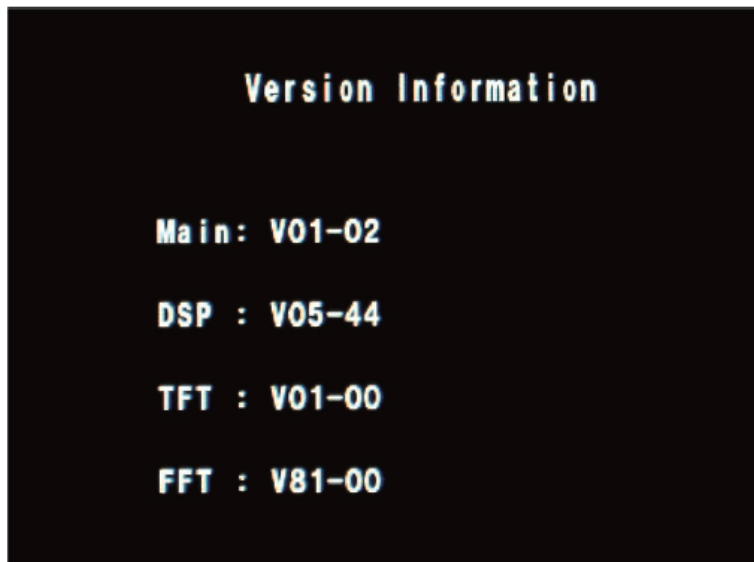 Version Information
Main: V01-02
DSP : V05-44
TFT : V01-00
FFT : V81-00